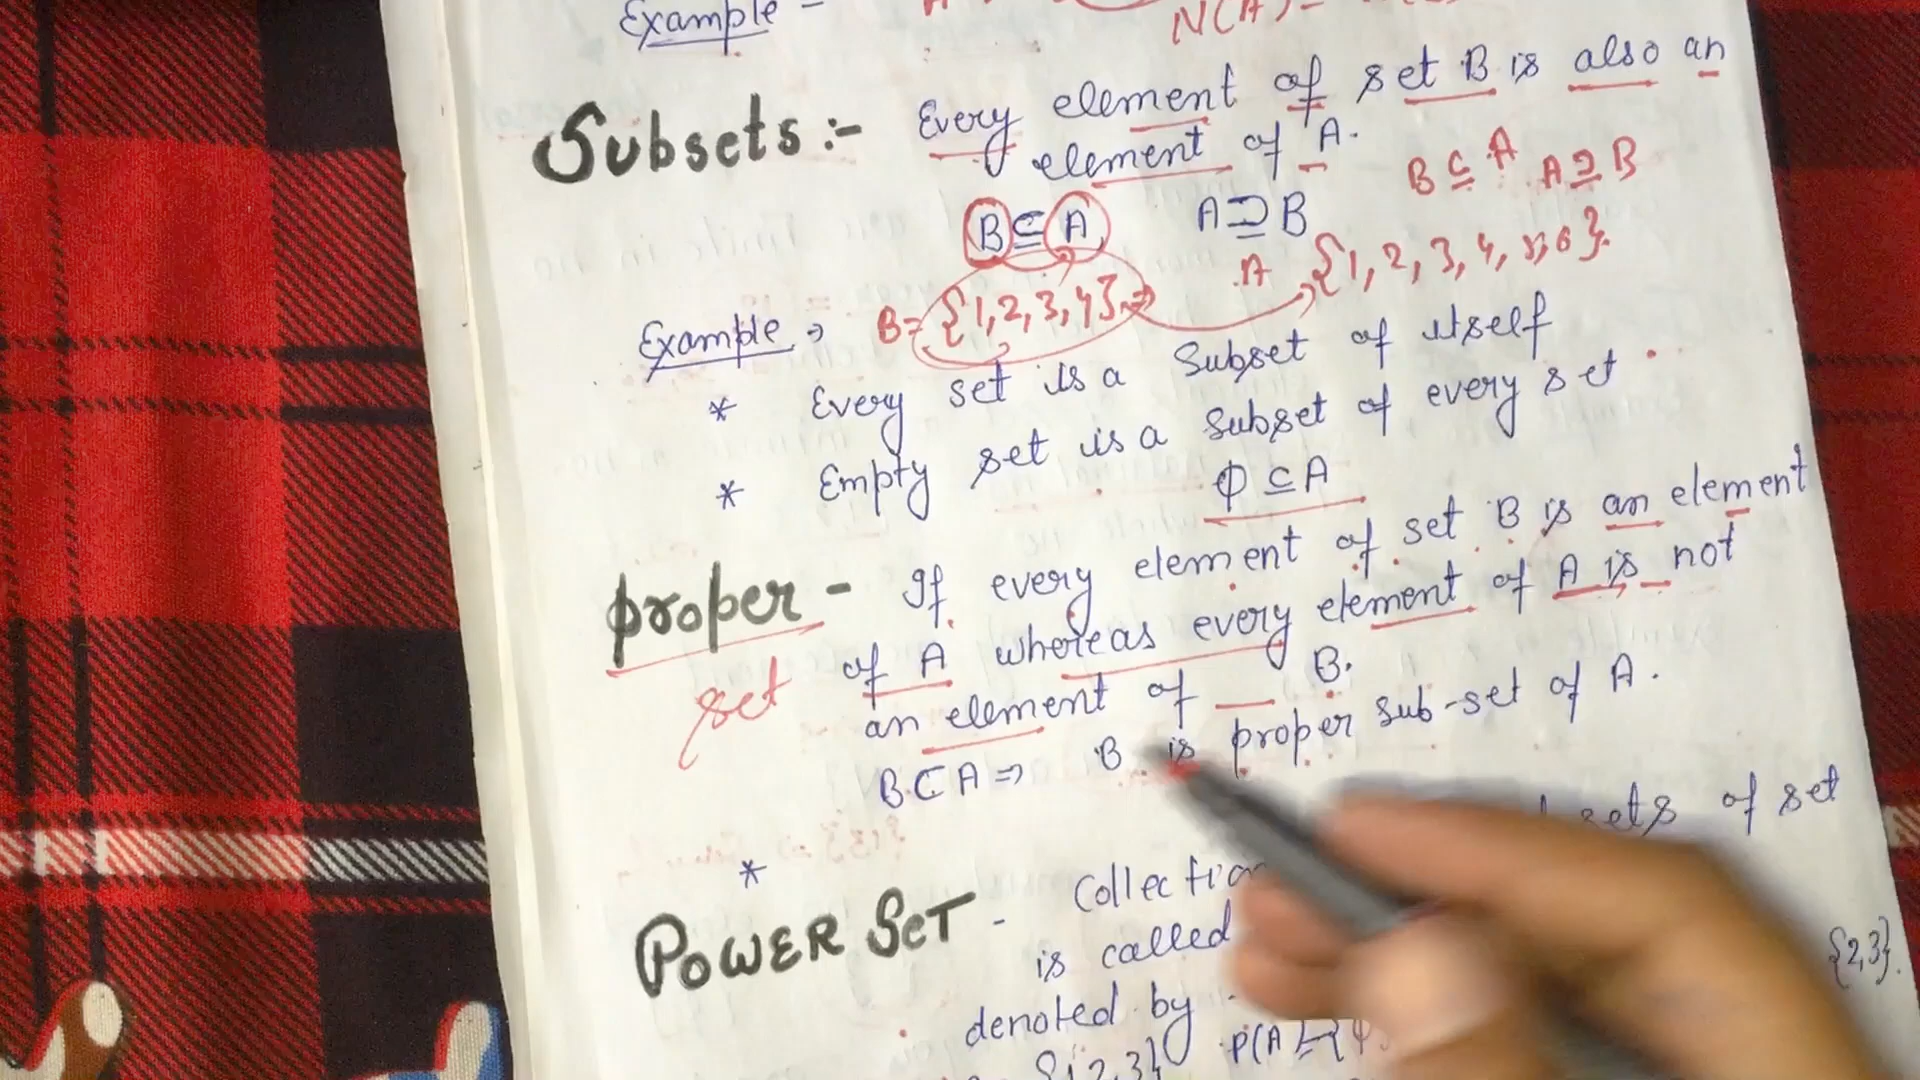 Example -
N(A) =
Subsets :- Every element of set B is also an
element of A.
B ⊆ A A ⊇ B
B ⊆ A, A ⊇ B
Example → B = {1, 2, 3, 4} ⇒ A {1, 2, 3, 4, 5, 6}.
* Every set is a subset of itself
* Empty set is a subset of every set
Φ ⊆ A
proper - If every element of set B is an element
set of A whereas every element of A is not
an element of B.
B ⊂ A ⇒ B is proper sub-set of A.
* sets of set
POWER SET - Collection
is called {2,3}.
denoted by
2,3} P(A) = {Φ